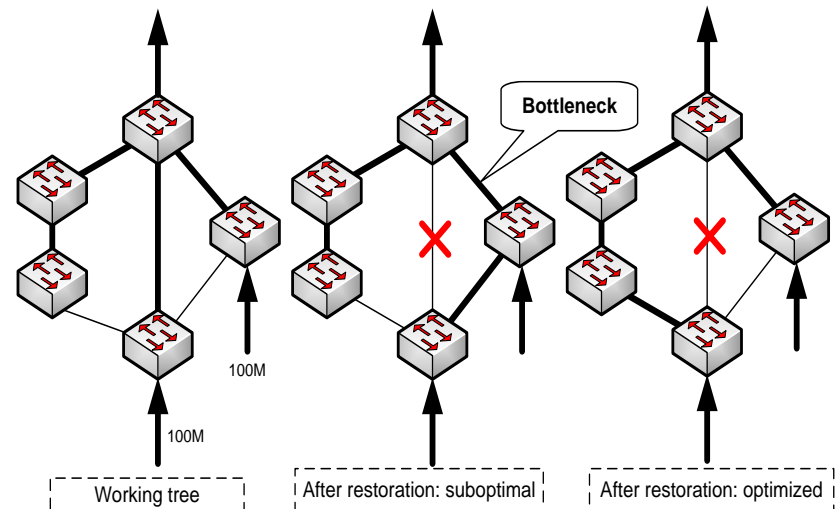 Bottleneck
100M
100M
Working tree
After restoration: suboptimal
After restoration: optimized